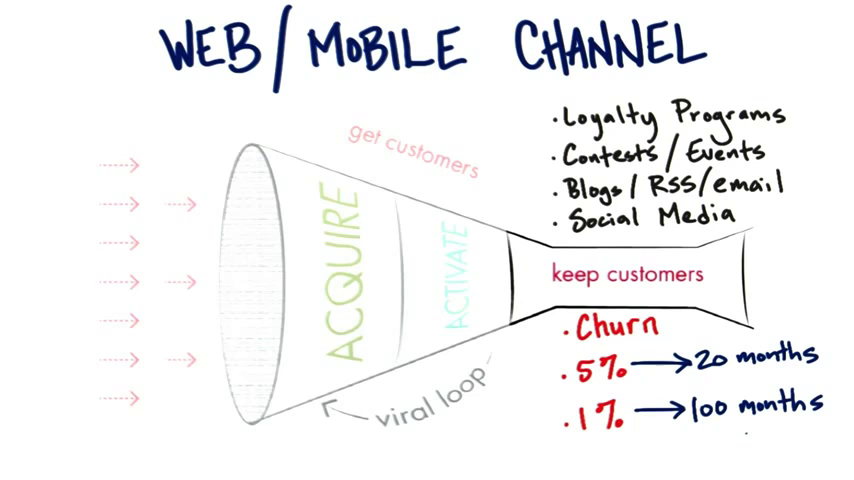 WEB/MOBILE CHANNEL
· Loyalty Programs
· Contests/Events
· Blogs/RSS/email
· Social Media
get customers
ACQUIRE
ACTIVATE
keep customers
viral loop
· Churn
· 5% → 20 months
· 1% → 100 months